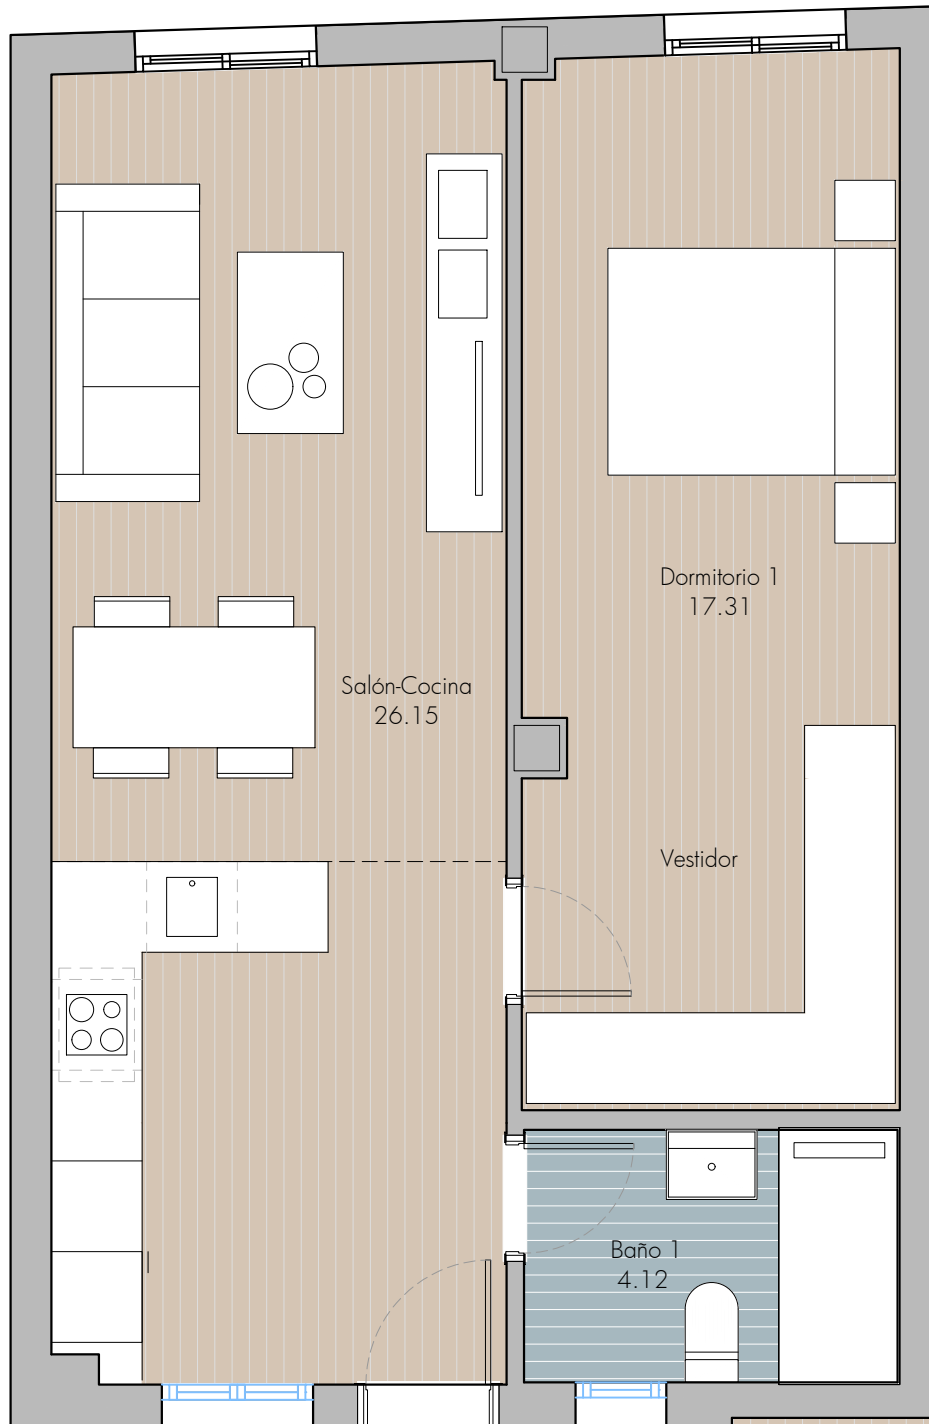 Dormitorio 1
17.31
Salón-Cocina
26.15
Vestidor
Baño 1
4.12